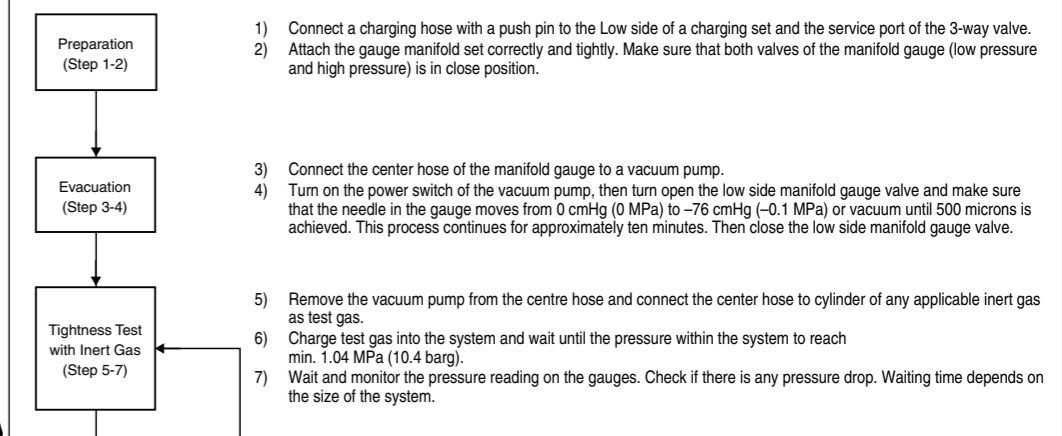 Preparation
(Step 1-2)
1) Connect a charging hose with a push pin to the Low side of a charging set and the service port of the 3-way valve.
2) Attach the gauge manifold set correctly and tightly. Make sure that both valves of the manifold gauge (low pressure
and high pressure) is in close position.
Evacuation
(Step 3-4)
3) Connect the center hose of the manifold gauge to a vacuum pump.
4) Turn on the power switch of the vacuum pump, then turn open the low side manifold gauge valve and make sure
that the needle in the gauge moves from 0 cmHg (0 MPa) to –76 cmHg (–0.1 MPa) or vacuum until 500 microns is
achieved. This process continues for approximately ten minutes. Then close the low side manifold gauge valve.
Tightness Test
with Inert Gas
(Step 5-7)
5) Remove the vacuum pump from the centre hose and connect the center hose to cylinder of any applicable inert gas
as test gas.
6) Charge test gas into the system and wait until the pressure within the system to reach
min. 1.04 MPa (10.4 barg).
7) Wait and monitor the pressure reading on the gauges. Check if there is any pressure drop. Waiting time depends on
the size of the system.